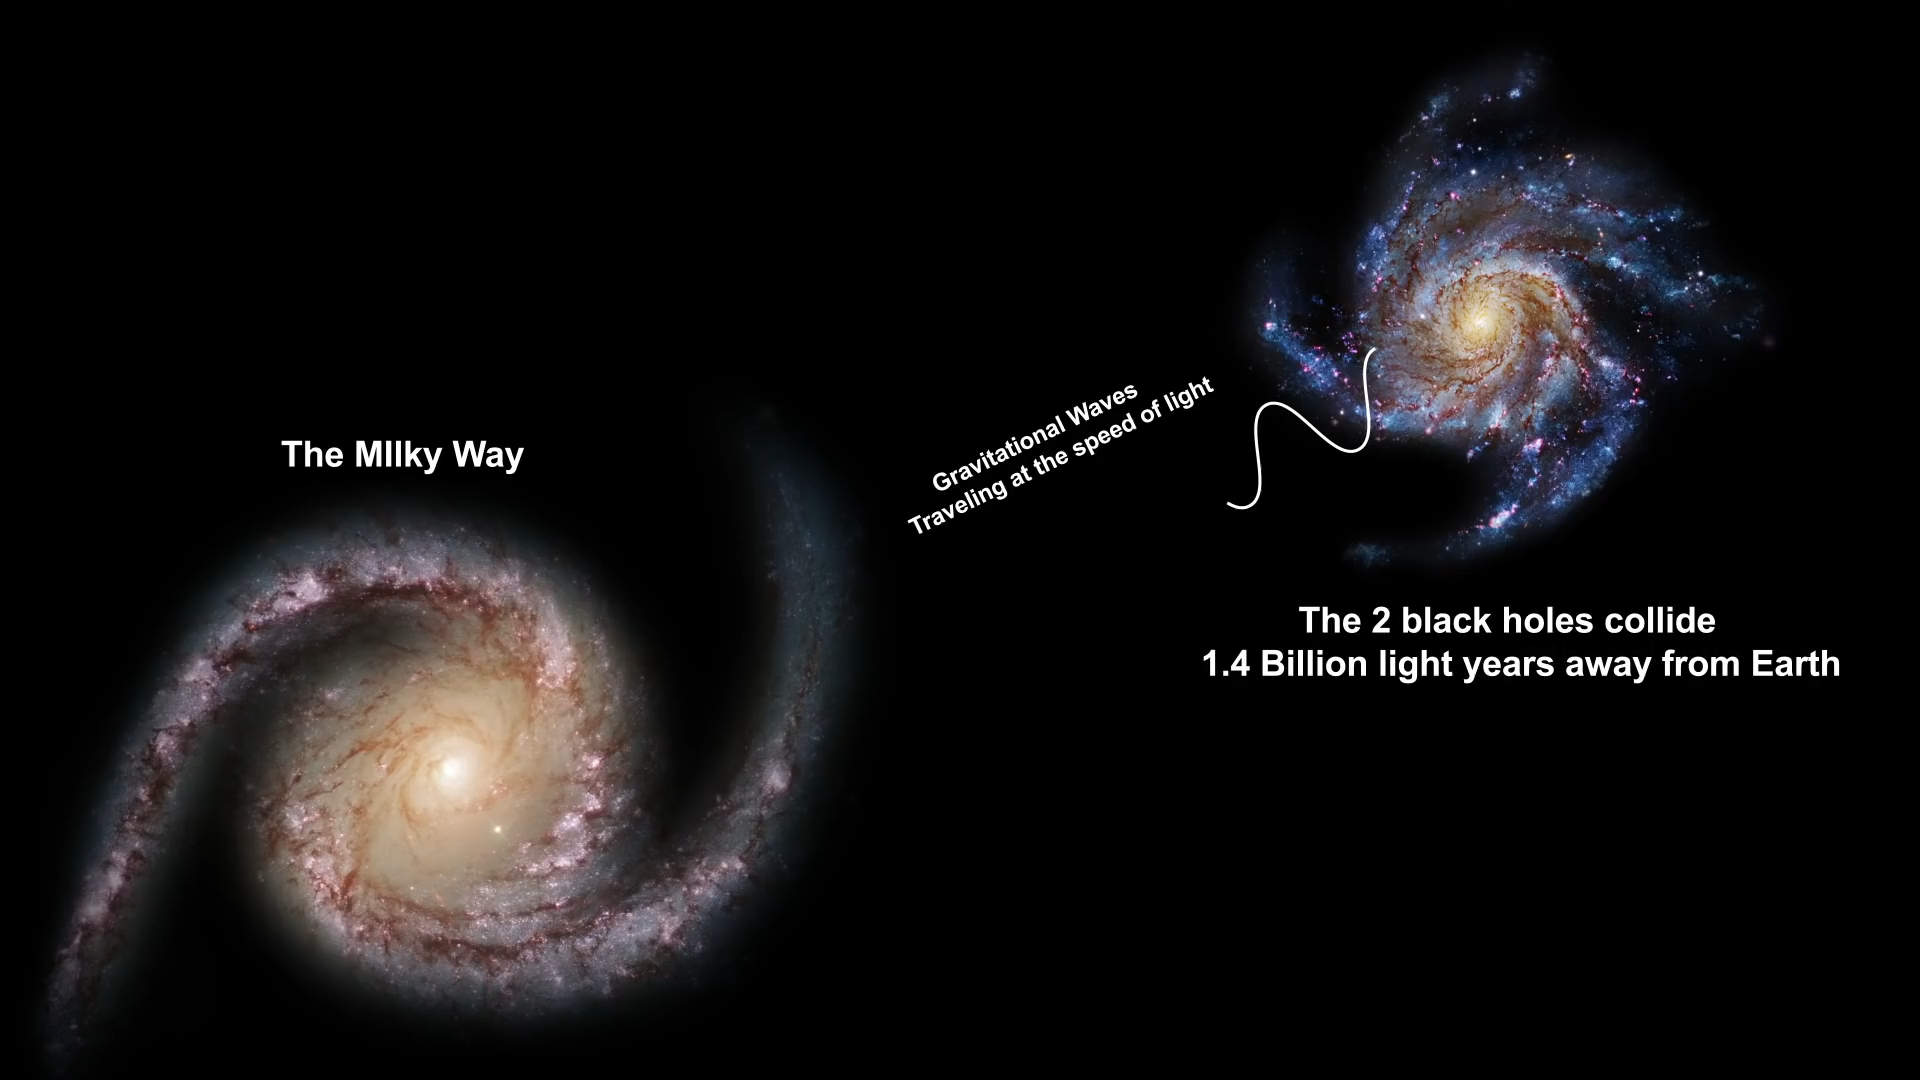 The MIlky Way
Gravitational Waves
Traveling at the speed of light
The 2 black holes collide
1.4 Billion light years away from Earth